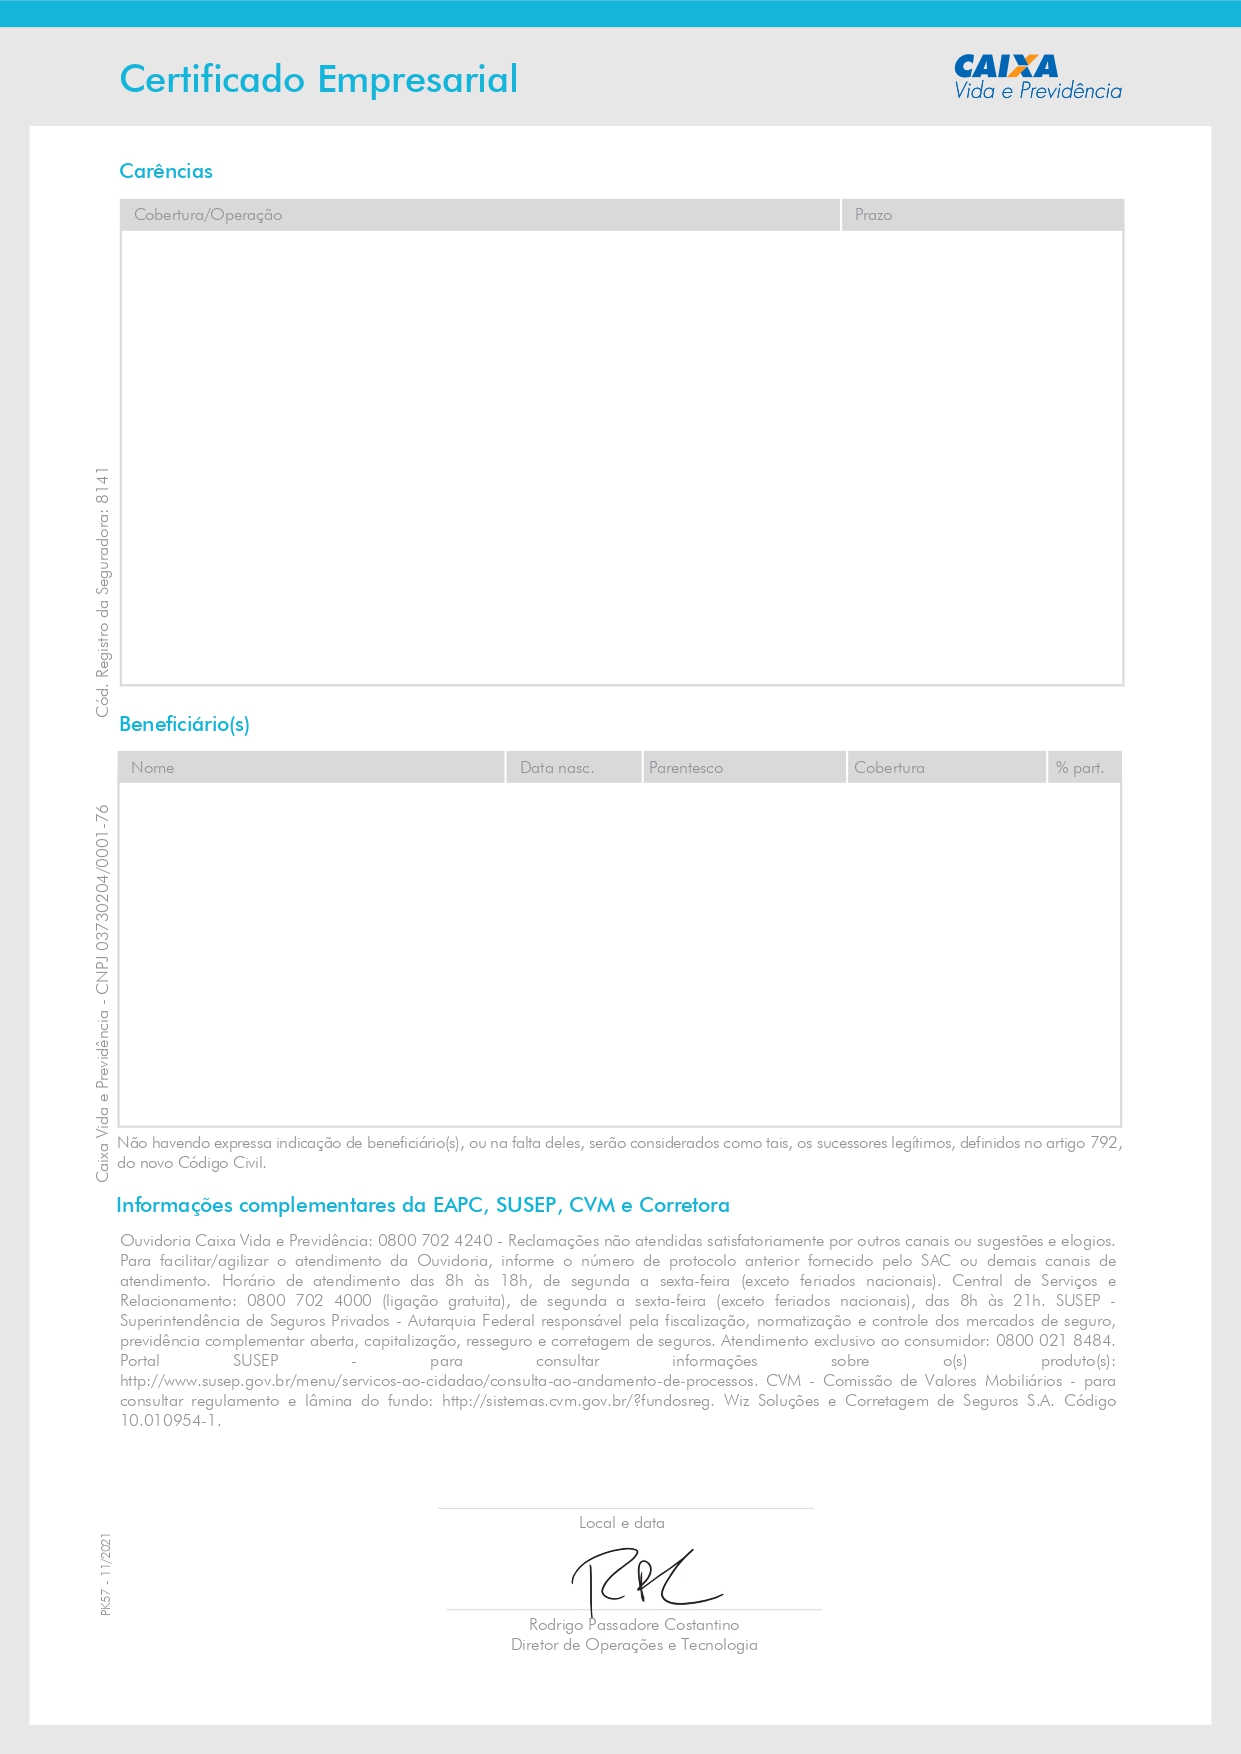 Certificado Empresarial
CAIXA
Vida e Previdência
Carências
Cobertura/Operação Prazo
Cód. Registro da Seguradora: 8141
Beneficiário(s)
Nome Data nasc. Parentesco Cobertura % part.
Caixa Vida e Previdência - CNPJ 03730204/0001-76
Não havendo expressa indicação de beneficiário(s), ou na falta deles, serão considerados como tais, os sucessores legítimos, definidos no artigo 792,
do novo Código Civil.
Informações complementares da EAPC, SUSEP, CVM e Corretora
Ouvidoria Caixa Vida e Previdência: 0800 702 4240 - Reclamações não atendidas satisfatoriamente por outros canais ou sugestões e elogios.
Para facilitar/agilizar o atendimento da Ouvidoria, informe o número de protocolo anterior fornecido pelo SAC ou demais canais de
atendimento. Horário de atendimento das 8h às 18h, de segunda a sexta-feira (exceto feriados nacionais). Central de Serviços e
Relacionamento: 0800 702 4000 (ligação gratuita), de segunda a sexta-feira (exceto feriados nacionais), das 8h às 21h. SUSEP -
Superintendência de Seguros Privados - Autarquia Federal responsável pela fiscalização, normatização e controle dos mercados de seguro,
previdência complementar aberta, capitalização, resseguro e corretagem de seguros. Atendimento exclusivo ao consumidor: 0800 021 8484.
Portal SUSEP - para consultar informações sobre o(s) produto(s):
http://www.susep.gov.br/menu/servicos-ao-cidadao/consulta-ao-andamento-de-processos. CVM - Comissão de Valores Mobiliários - para
consultar regulamento e lâmina do fundo: http://sistemas.cvm.gov.br/?fundosreg. Wiz Soluções e Corretagem de Seguros S.A. Código
10.010954-1.
Local e data
PK57 - 11/2021
Rodrigo Passadore Costantino
Diretor de Operações e Tecnologia